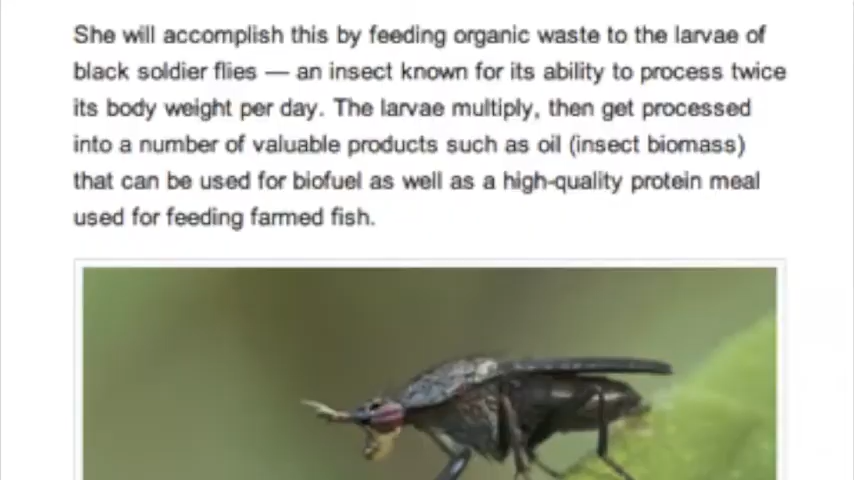 She will accomplish this by feeding organic waste to the larvae of
black soldier flies — an insect known for its ability to process twice
its body weight per day. The larvae multiply, then get processed
into a number of valuable products such as oil (insect biomass)
that can be used for biofuel as well as a high-quality protein meal
used for feeding farmed fish.